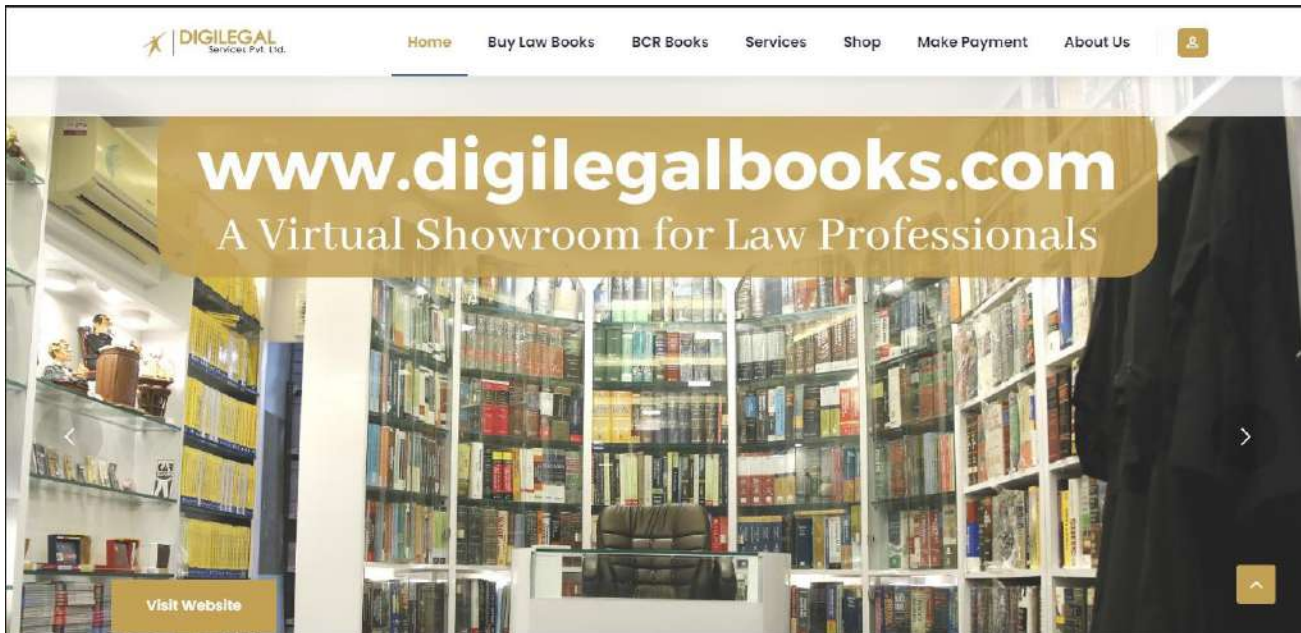 DIGILEGAL
Services Pvt. Ltd.
Home
Buy Law Books
BCR Books
Services
Shop
Make Payment
About Us
www.digilegalbooks.com
A Virtual Showroom for Law Professionals
Visit Website